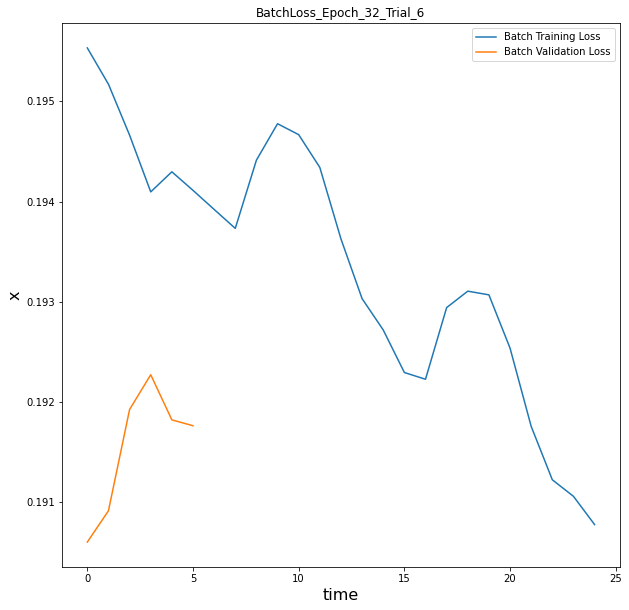 BatchLoss_Epoch_32_Trial_6
Batch Training Loss
Batch Validation Loss
0.195
0.194
0.193
0.192
0.191
x
0
5
10
15
20
25
time